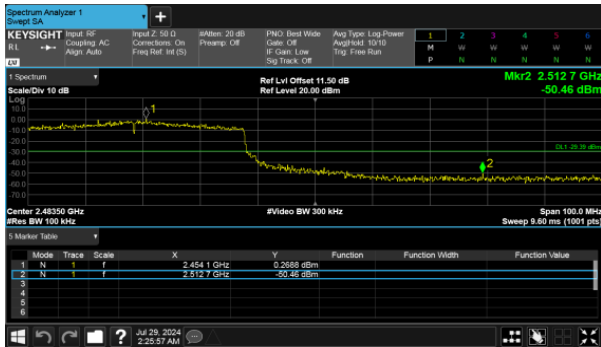 Spectrum Analyzer 1
Swept SA
+
KEYSIGHT Input: RF Input Z: 50 Ω #Atten: 20 dB PNO: Best Wide Avg Type: Log-Power 1 2 3 4 5 6
RL Coupling: AC Corrections: On Preamp: Off Gate: Off Avg|Hold: 10/10 M W W W W W
Align: Auto Freq Ref: Int (S) IF Gain: Low Trig: Free Run P N N N N N
LXI Sig Track: Off
1 Spectrum Ref Lvl Offset 11.50 dB Mkr2 2.512 7 GHz
Scale/Div 10 dB Ref Level 20.00 dBm -50.46 dBm
Log
10.0
0.00
-10.0
-20.0
-30.0
-40.0
-50.0
-60.0
-70.0
1
DL1 -29.39 dBm
2
Center 2.48350 GHz #Video BW 300 kHz Span 100.0 MHz
#Res BW 100 kHz Sweep 9.60 ms (1001 pts)
5 Marker Table
Mode Trace Scale X Y Function Function Width Function Value
1 N 1 f 2.454 1 GHz 0.2688 dBm
2 N 1 f 2.512 7 GHz -50.46 dBm
3
4
5
6
? Jul 29, 2024
2:25:57 AM